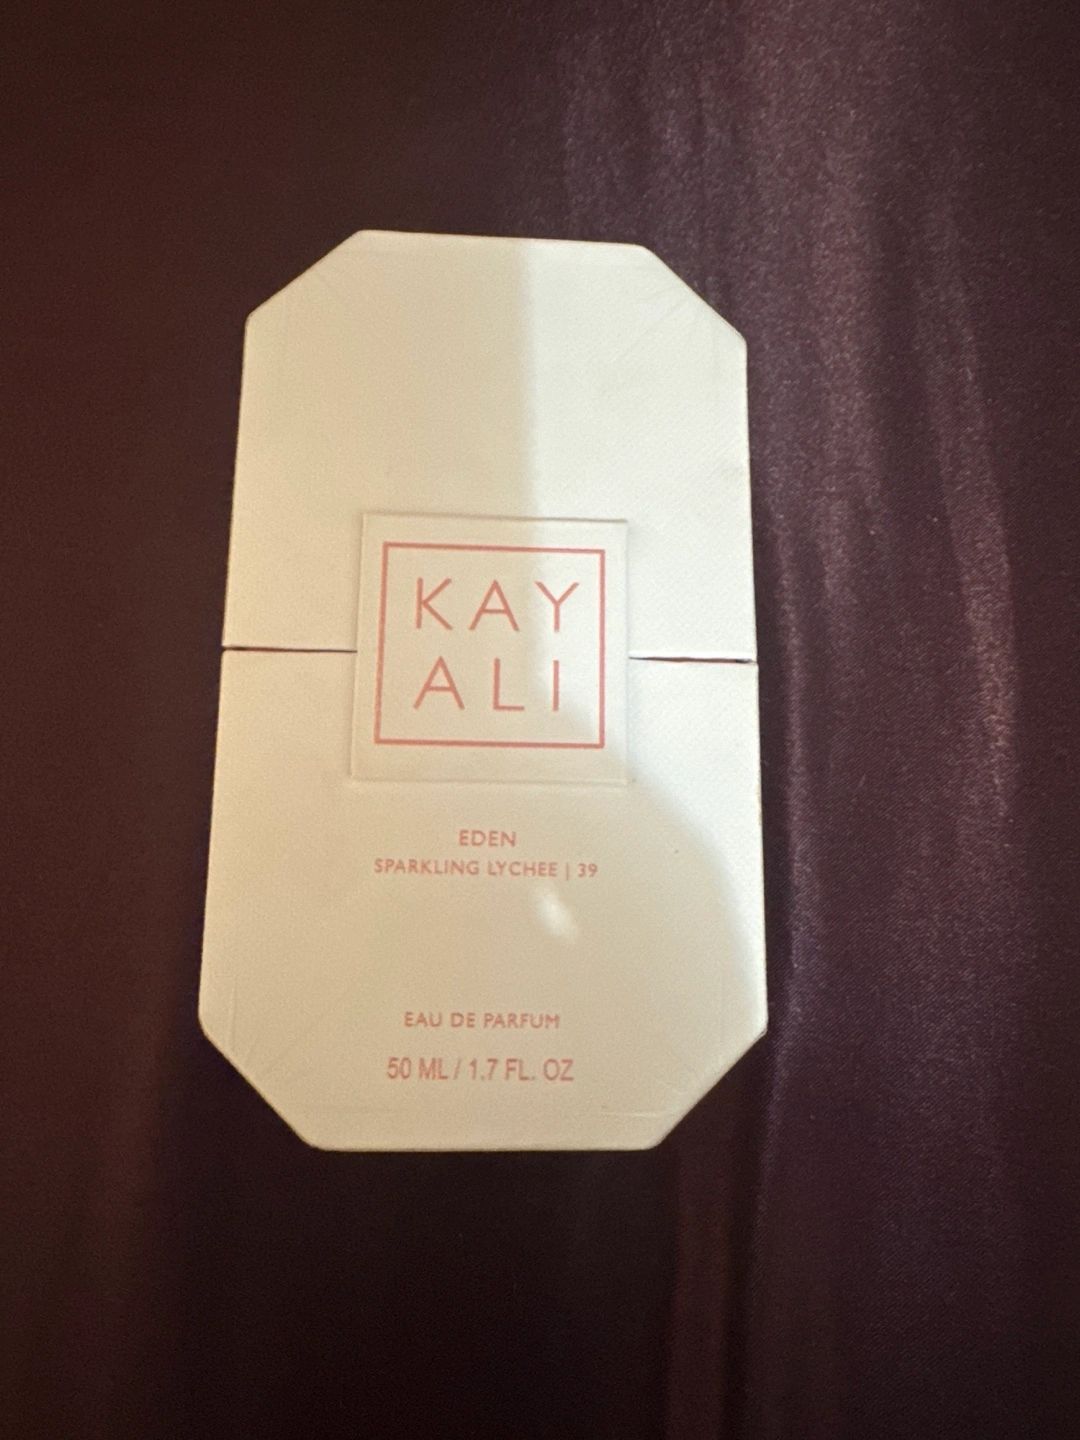 KAY
ALI
EDEN
SPARKLING LYCHEE | 39
EAU DE PARFUM
50 ML / 1.7 FL. OZ